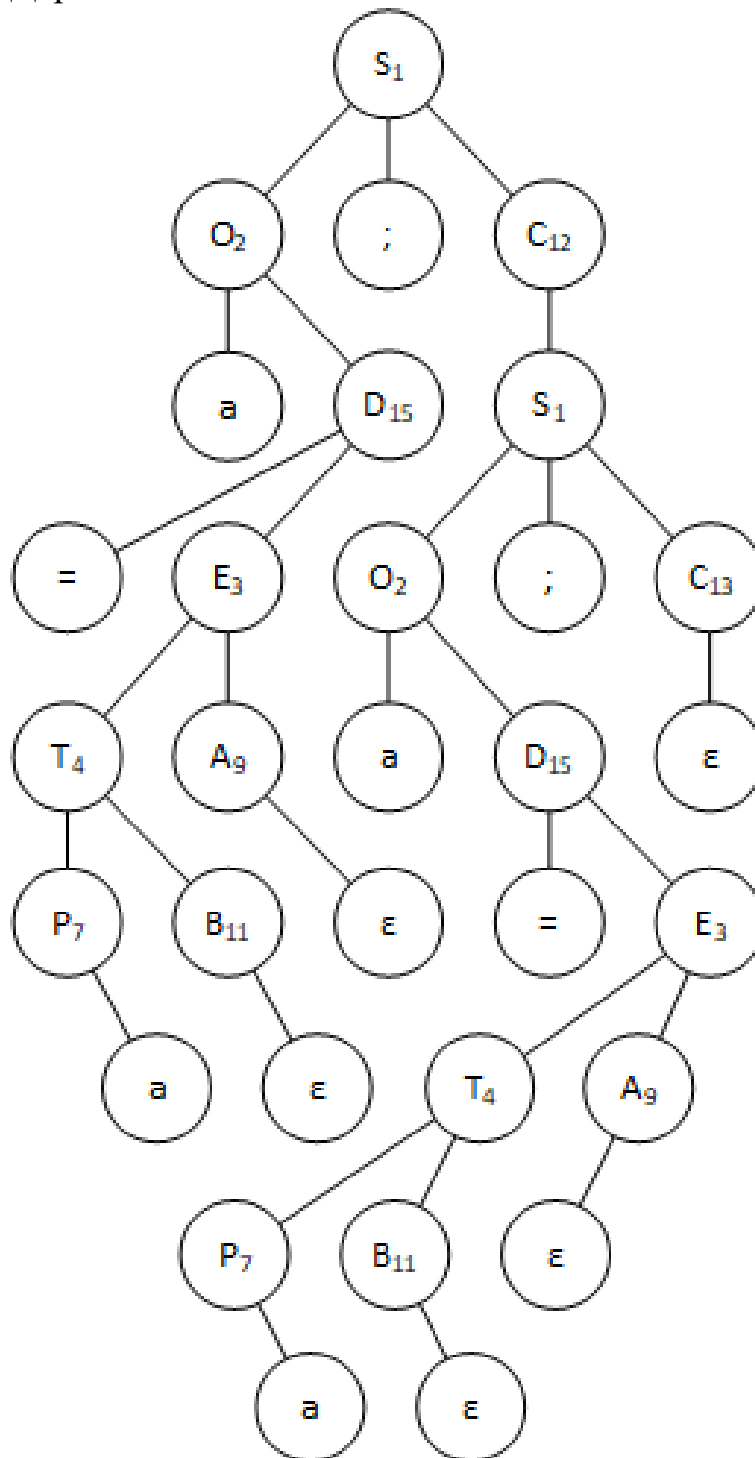 S₁
O₂ ; C₁₂
a D₁₅ S₁
= E₃ O₂ ; C₁₃
T₄ A₉ a D₁₅ ε
P₇ B₁₁ ε = E₃
a ε T₄ A₉
P₇ B₁₁ ε
a ε